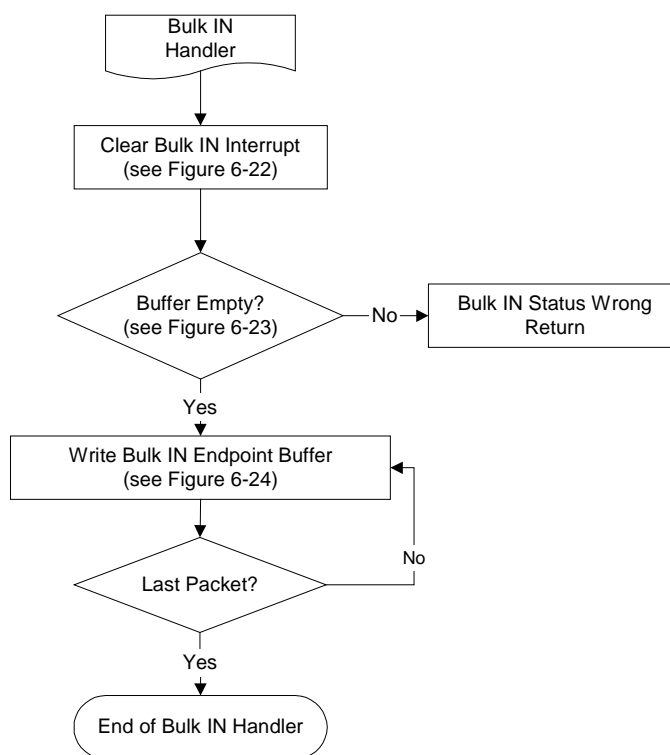 Bulk IN
Handler
Clear Bulk IN Interrupt
(see Figure 6-22)
Buffer Empty?
(see Figure 6-23)
No
Bulk IN Status Wrong
Return
Yes
Write Bulk IN Endpoint Buffer
(see Figure 6-24)
No
Last Packet?
Yes
End of Bulk IN Handler